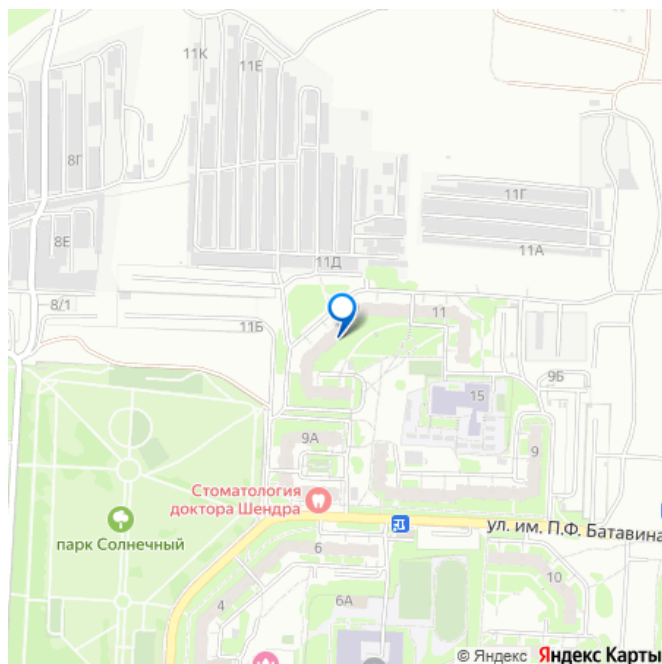 11К
11Е
8Г
11Г
8Е
11А
11Д
8/1
11Б
11
9Б
15
9А
9
Стоматология
доктора Шендра
ул. им. П.Ф. Батавина
парк Солнечный
6
10
4
6А
© Яндекс Яндекс Карты